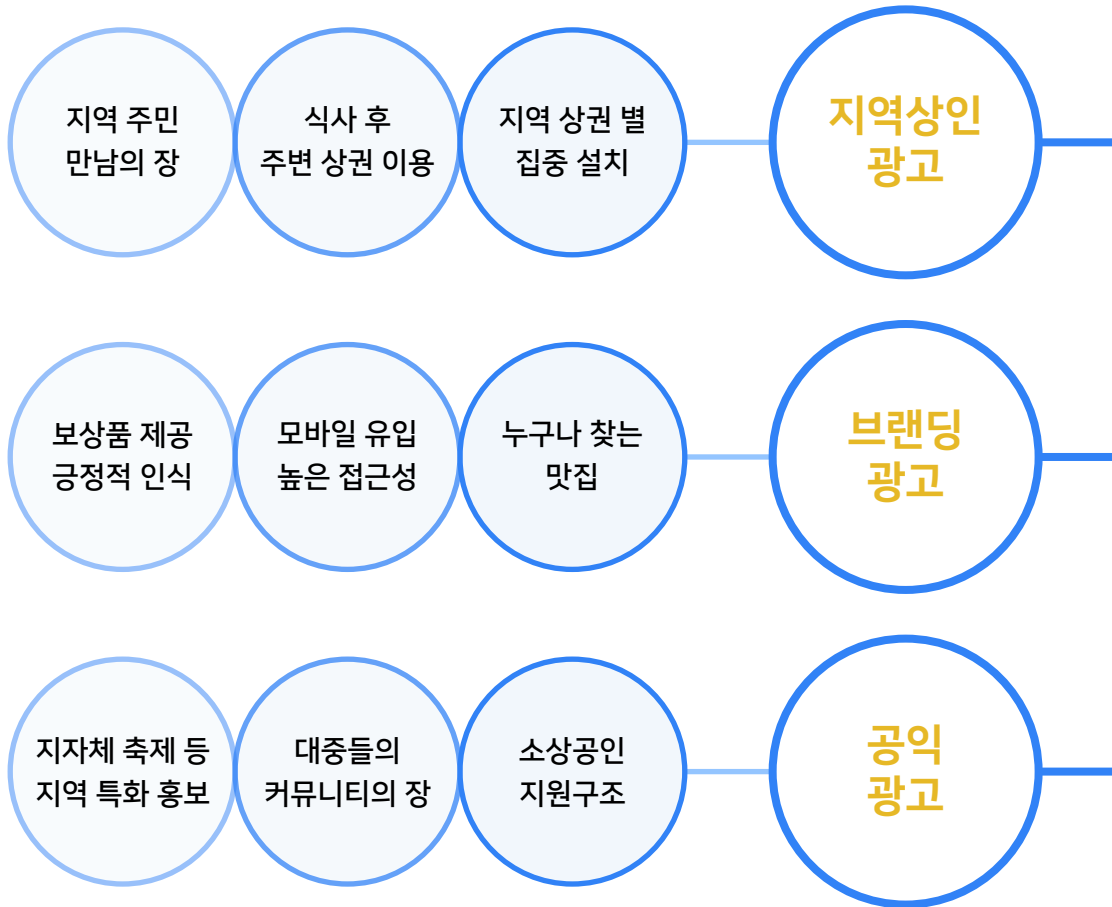 지역 주민
만남의 장
식사 후
주변 상권 이용
지역 상권 별
집중 설치
지역상인
광고
보상품 제공
긍정적 인식
모바일 유입
높은 접근성
누구나 찾는
맛집
브랜딩
광고
지자체 축제 등
지역 특화 홍보
대중들의
커뮤니티의 장
소상공인
지원구조
공익
광고